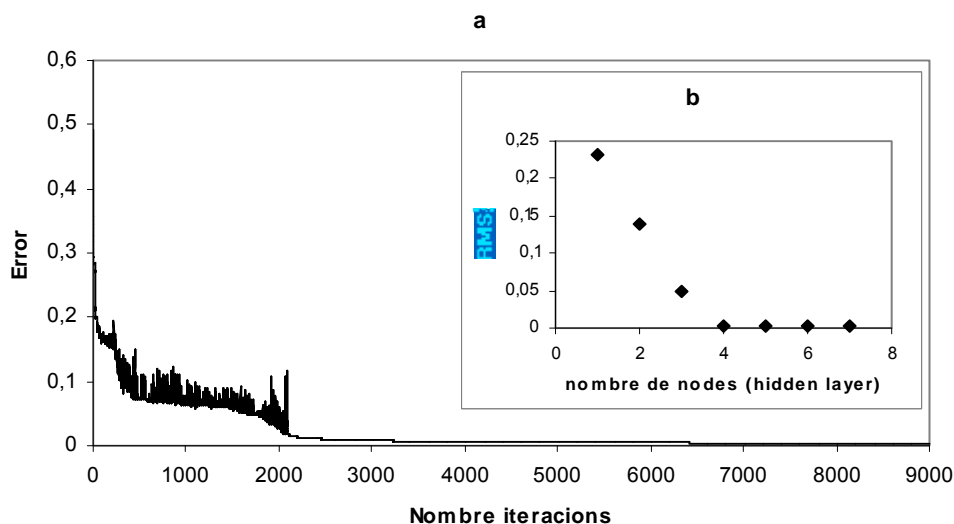 a
0,6
0,5
0,4
0,3
0,2
0,1
0
Error
0 1000 2000 3000 4000 5000 6000 7000 8000 9000
Nombre iteracions
b
0,25
0,2
0,15
0,1
0,05
0
RMS
0 2 4 6 8
nombre de nodes (hidden layer)